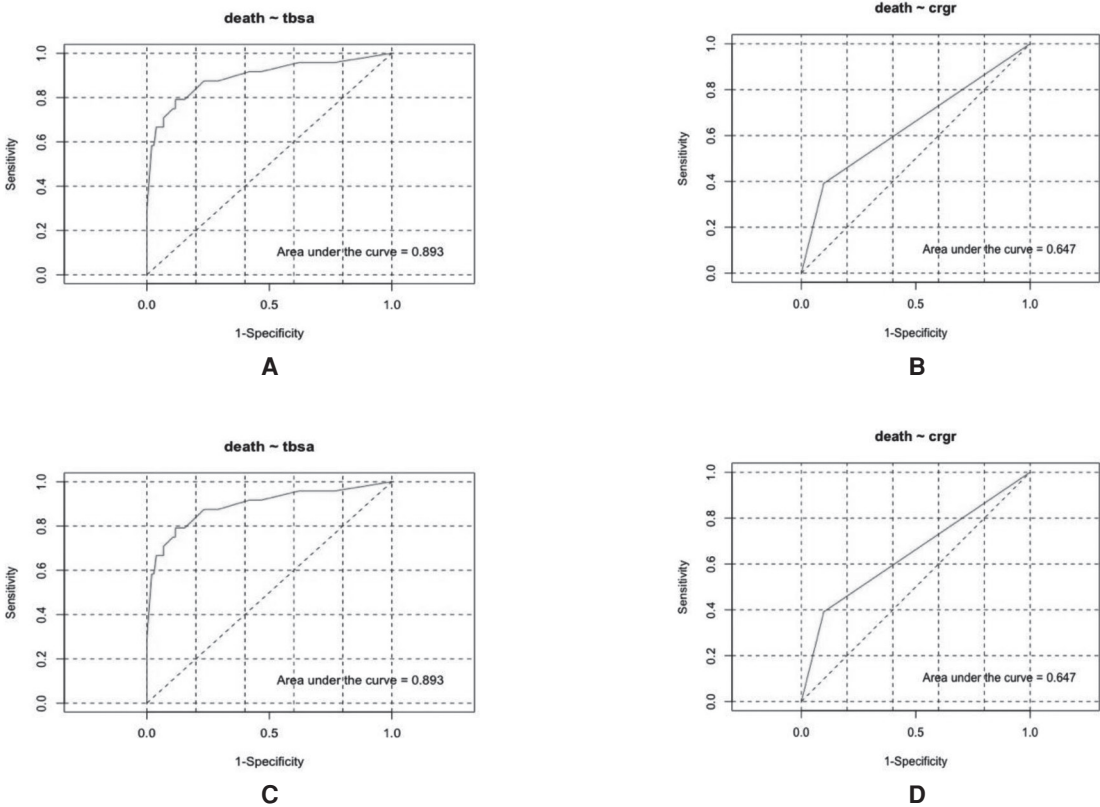 death ~ tbsa
1.0
0.8
0.6
0.4
0.2
0.0
Sensitivity
Area under the curve = 0.893
0.0 0.5 1.0
1-Specificity
A
death ~ crgr
1.0
0.8
0.6
0.4
0.2
0.0
Sensitivity
Area under the curve = 0.647
0.0 0.5 1.0
1-Specificity
B
death ~ tbsa
1.0
0.8
0.6
0.4
0.2
0.0
Sensitivity
Area under the curve = 0.893
0.0 0.5 1.0
1-Specificity
C
death ~ crgr
1.0
0.8
0.6
0.4
0.2
0.0
Sensitivity
Area under the curve = 0.647
0.0 0.5 1.0
1-Specificity
D